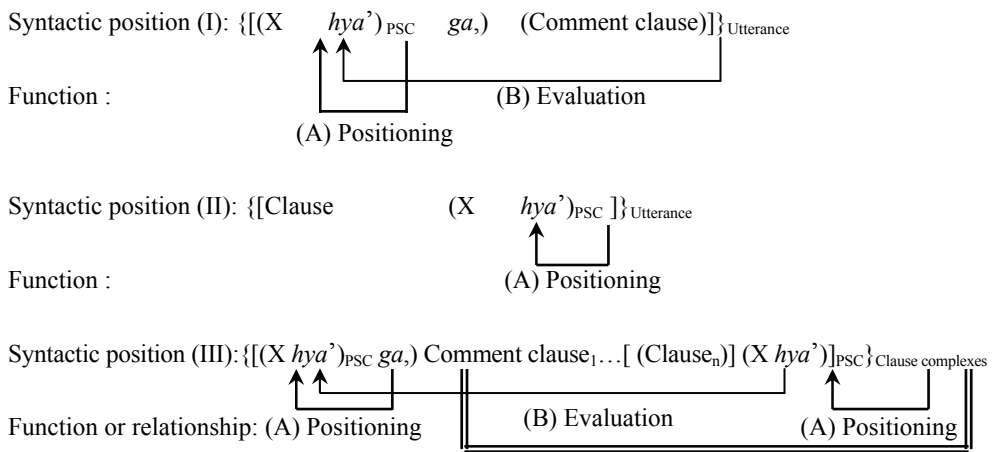 Syntactic position (I): {[(X hya’) PSC ga,) (Comment clause)]}Utterance
Function : (B) Evaluation
(A) Positioning
Syntactic position (II): {[Clause (X hya’)PSC ]}Utterance
Function : (A) Positioning
Syntactic position (III):{[(X hya’)PSC ga,) Comment clause1…[ (Clausen)] (X hya’)]PSC}Clause complexes
Function or relationship: (A) Positioning (B) Evaluation (A) Positioning